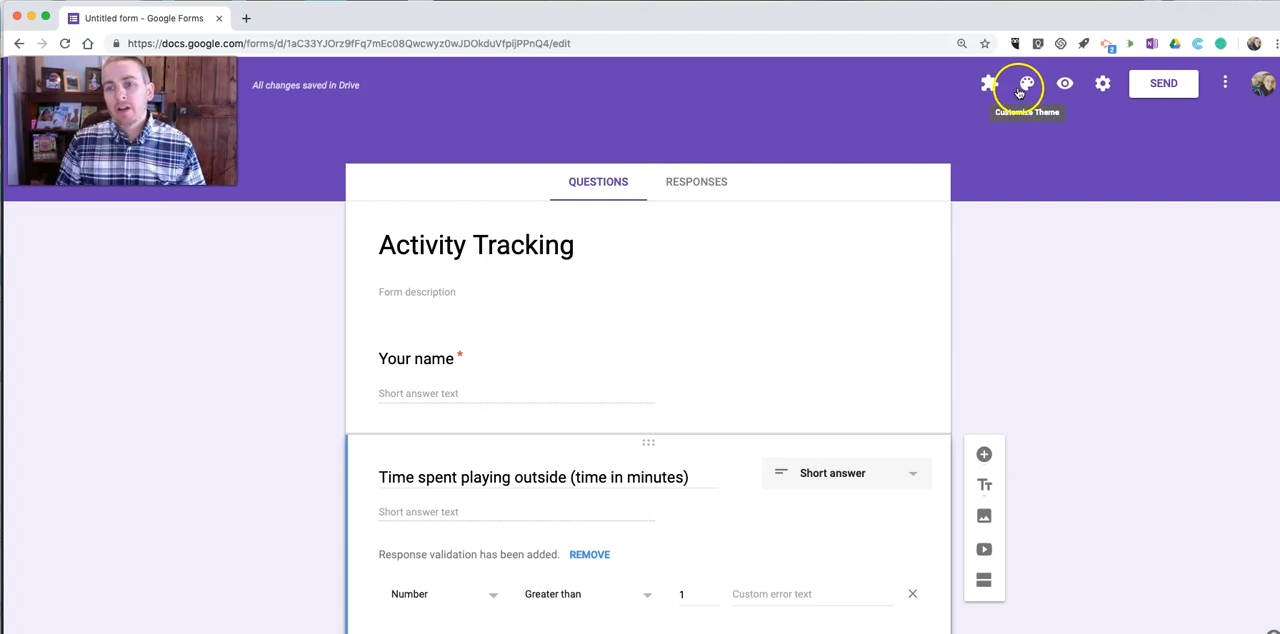 Untitled form - Google Forms
https://docs.google.com/forms/d/1aC33YJOrz9fFq7mEc08Qwcwyz0wJDOkduVfpijPPnQ4/edit
2
All changes saved in Drive
SEND
Customize Theme
QUESTIONS RESPONSES
Activity Tracking
Form description
Your name *
Short answer text
Time spent playing outside (time in minutes)
Short answer
Short answer text
Response validation has been added. REMOVE
Number Greater than 1 Custom error text